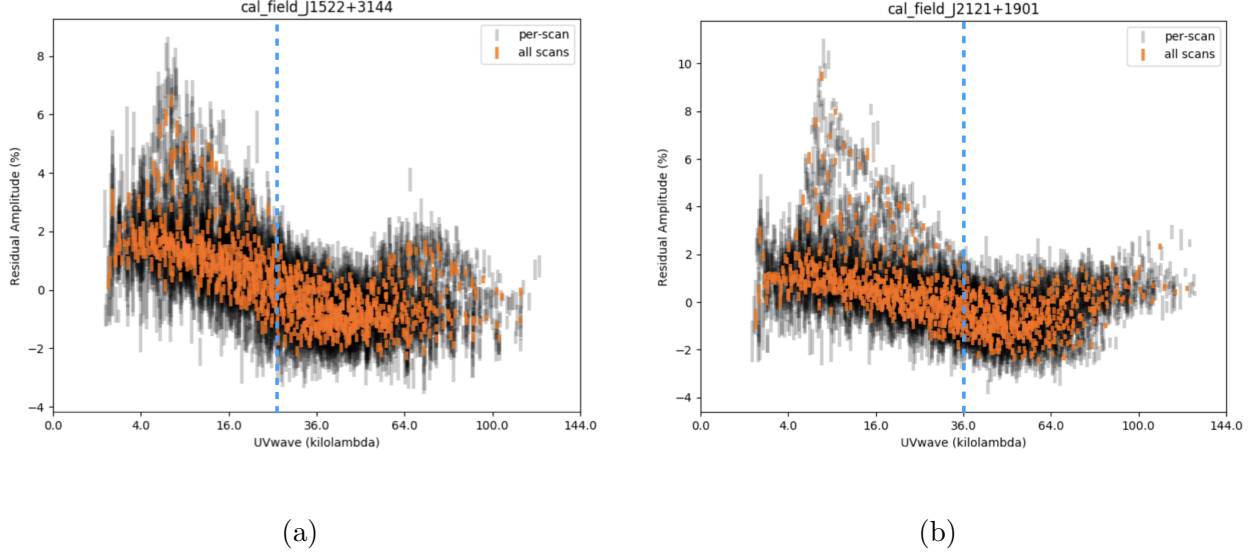 cal_field_J1522+3144
per-scan
all scans
8
6
4
2
0
−2
−4
Residual Amplitude (%)
0.0 4.0 16.0 36.0 64.0 100.0 144.0
UVwave (kilolambda)
(a)
cal_field_J2121+1901
per-scan
all scans
10
8
6
4
2
0
−2
−4
Residual Amplitude (%)
0.0 4.0 16.0 36.0 64.0 100.0 144.0
UVwave (kilolambda)
(b)